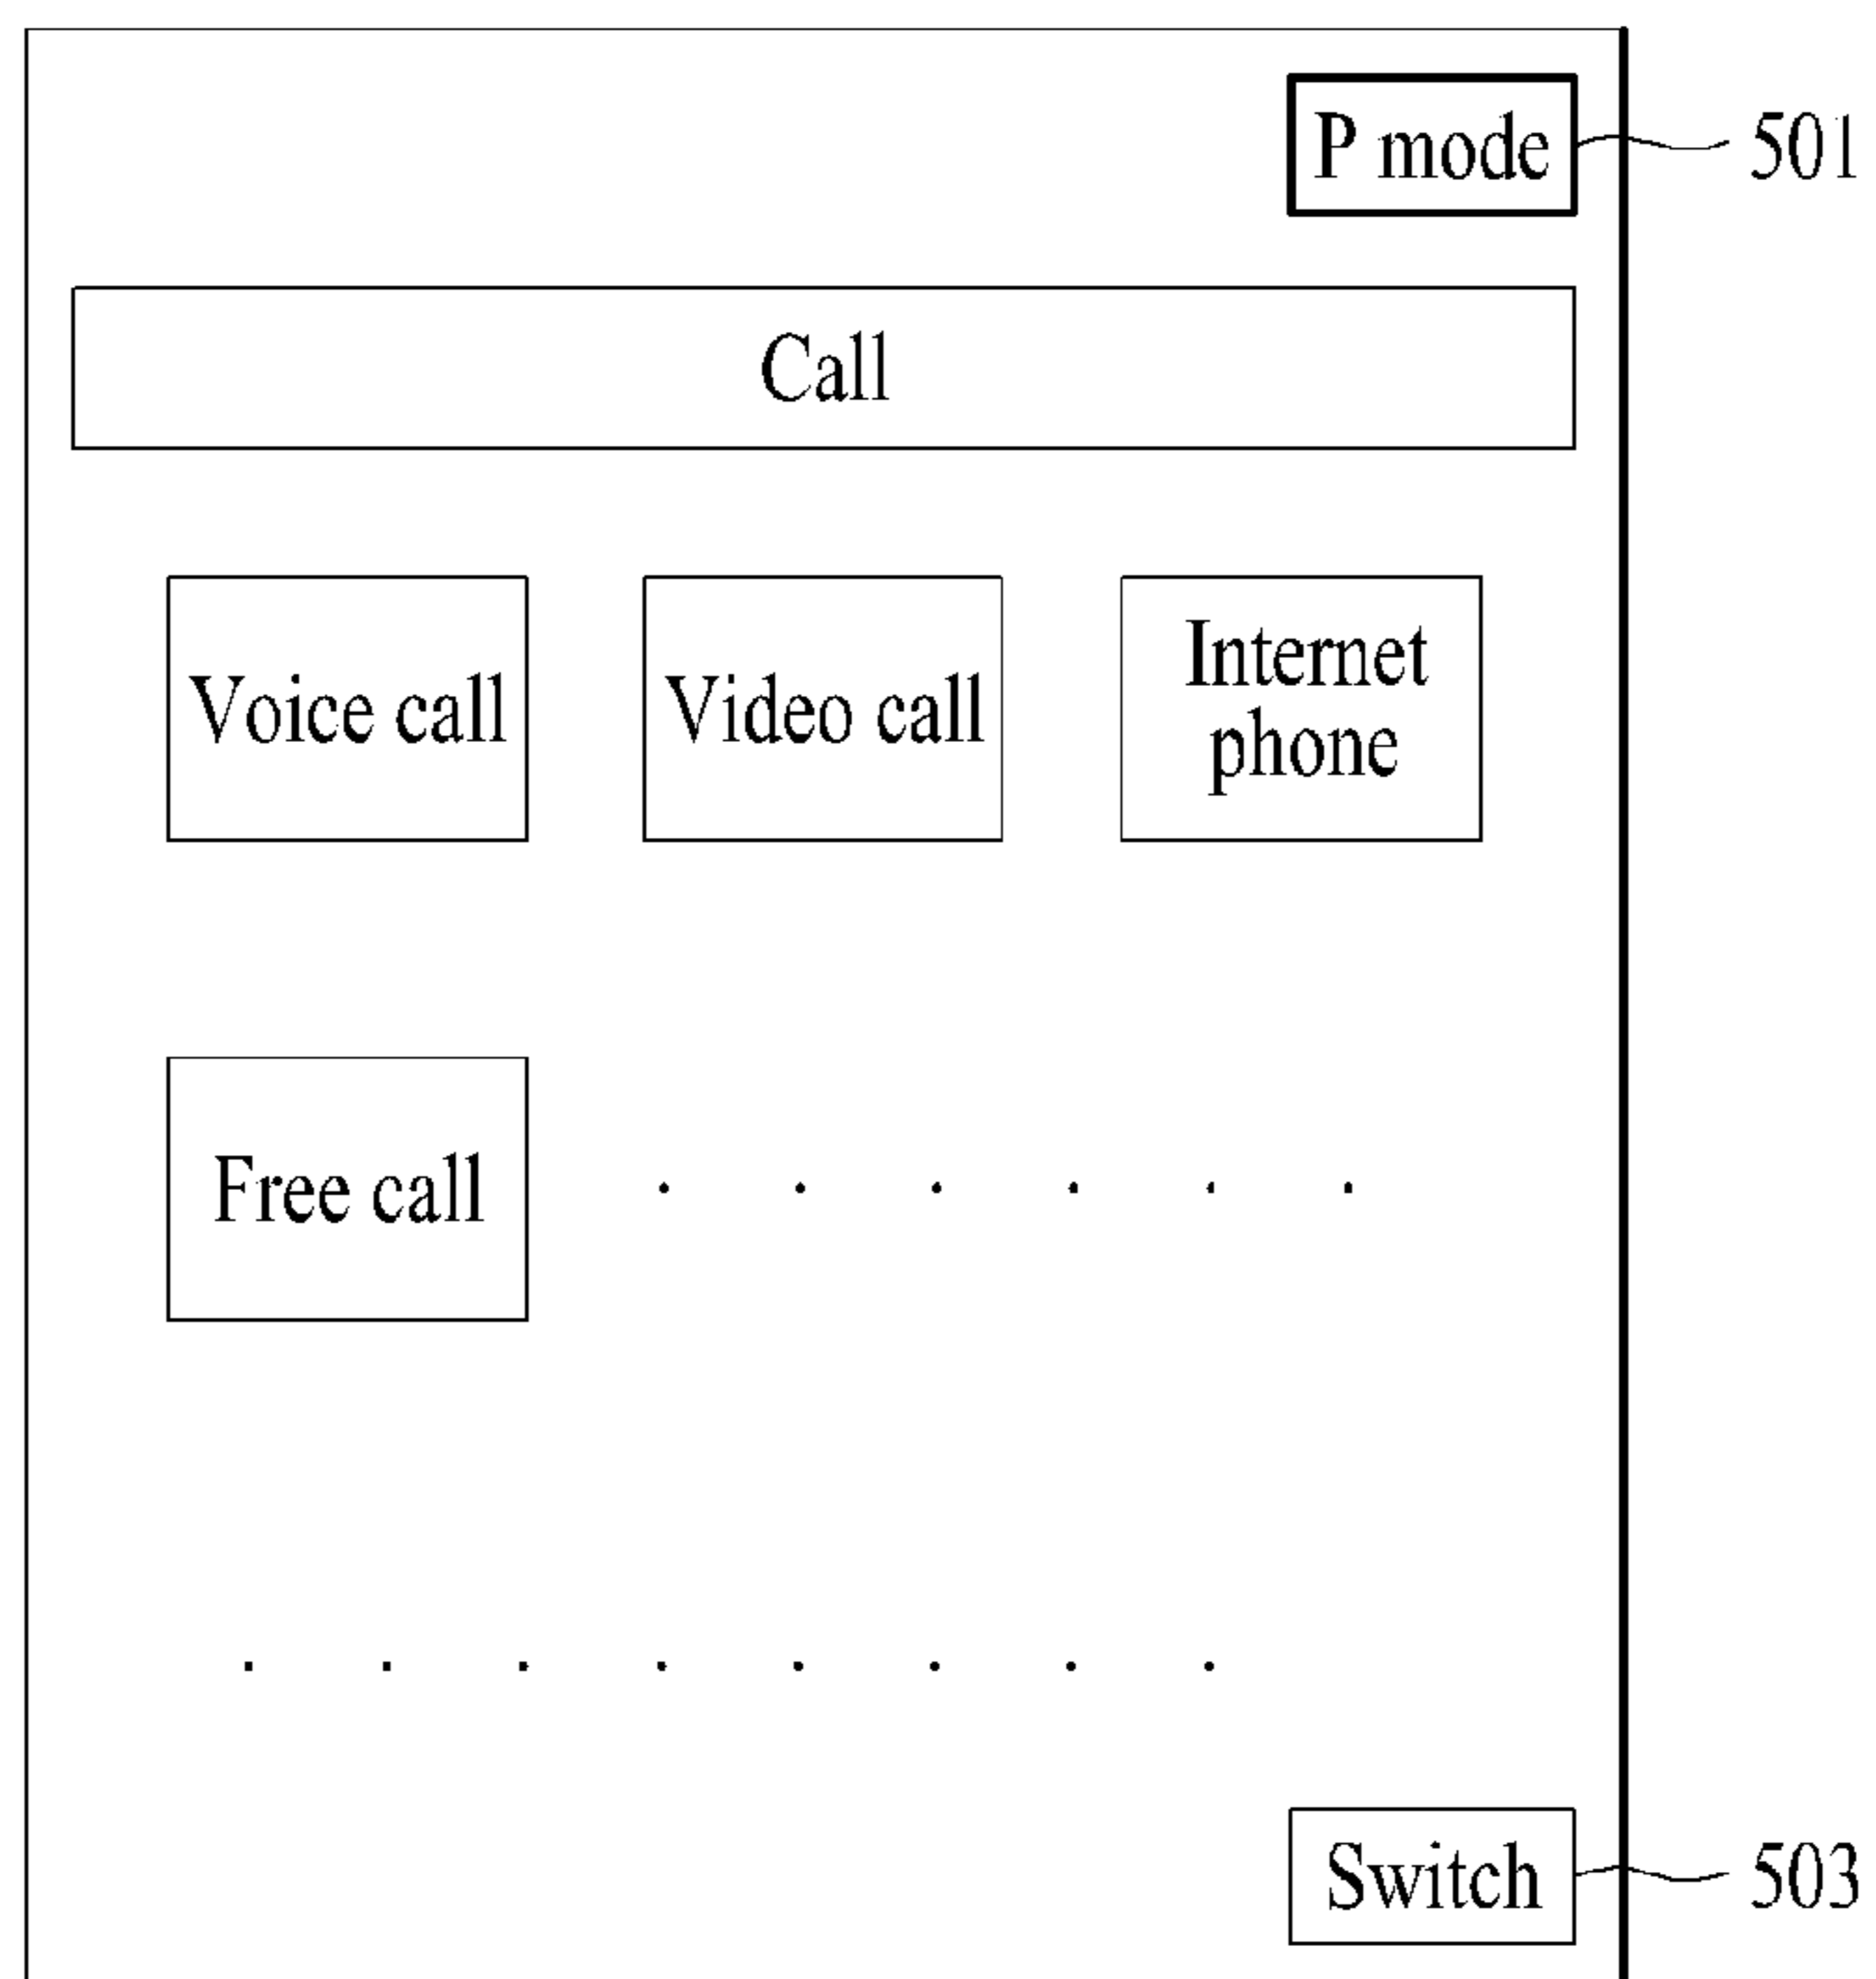 P mode
501
Call
Voice call
Video call
Internet
phone
Free call
Switch
503